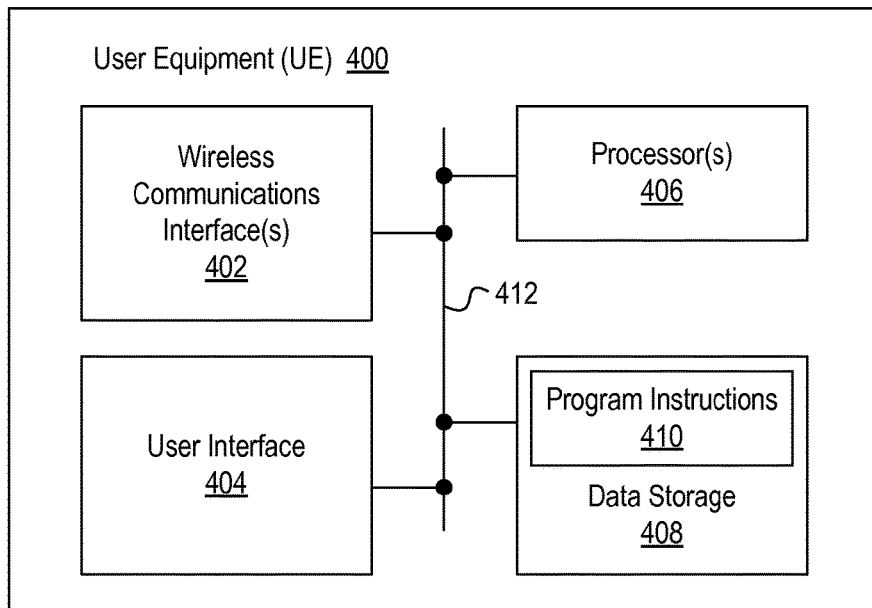 User Equipment (UE) 400
Wireless
Communications
Interface(s)
402
Processor(s)
406
412
User Interface
404
Program Instructions
410
Data Storage
408